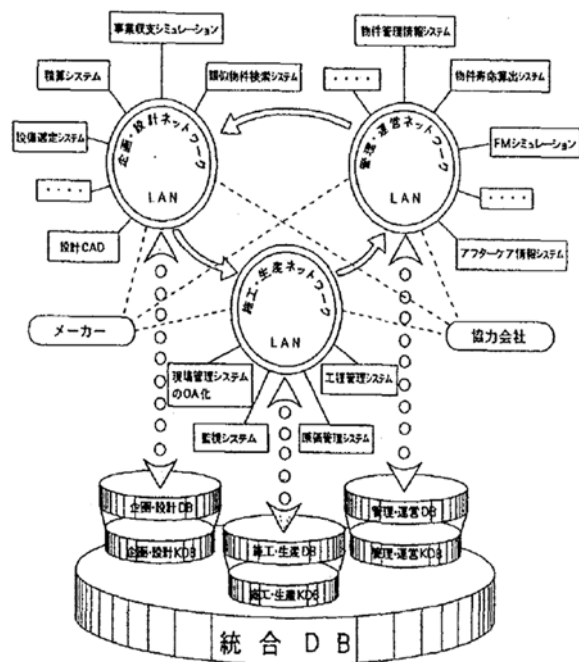 事業収支シミュレーション
積算システム
類似物件検索システム
設備選定システム
・・・・
設計CAD
企画・設計ネットワーク
LAN
物件管理情報システム
・・・・
物件寿命算出システム
FMシミュレーション
・・・・
アフターケア情報システム
管理・運営ネットワーク
LAN
施工・生産ネットワーク
LAN
メーカー
協力会社
現場管理システム
のOA化
工程管理システム
監視システム
原価管理システム
企画・設計DB
企画・設計KDB
施工・生産DB
施工・生産KDB
管理・運営DB
管理・運営KDB
統合DB